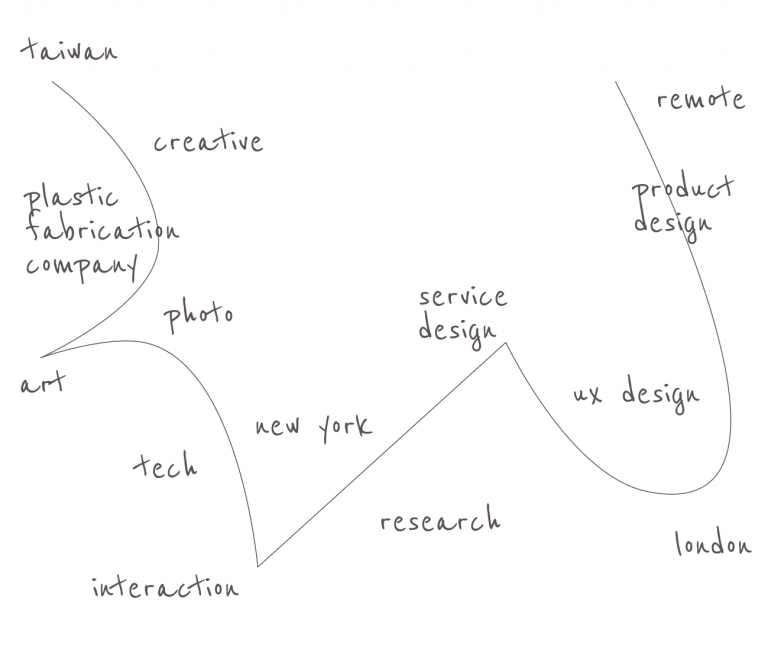 taiwan
creative
plastic
fabrication
company
photo
art
tech
interaction
new york
research
service
design
ux design
london
product
design
remote